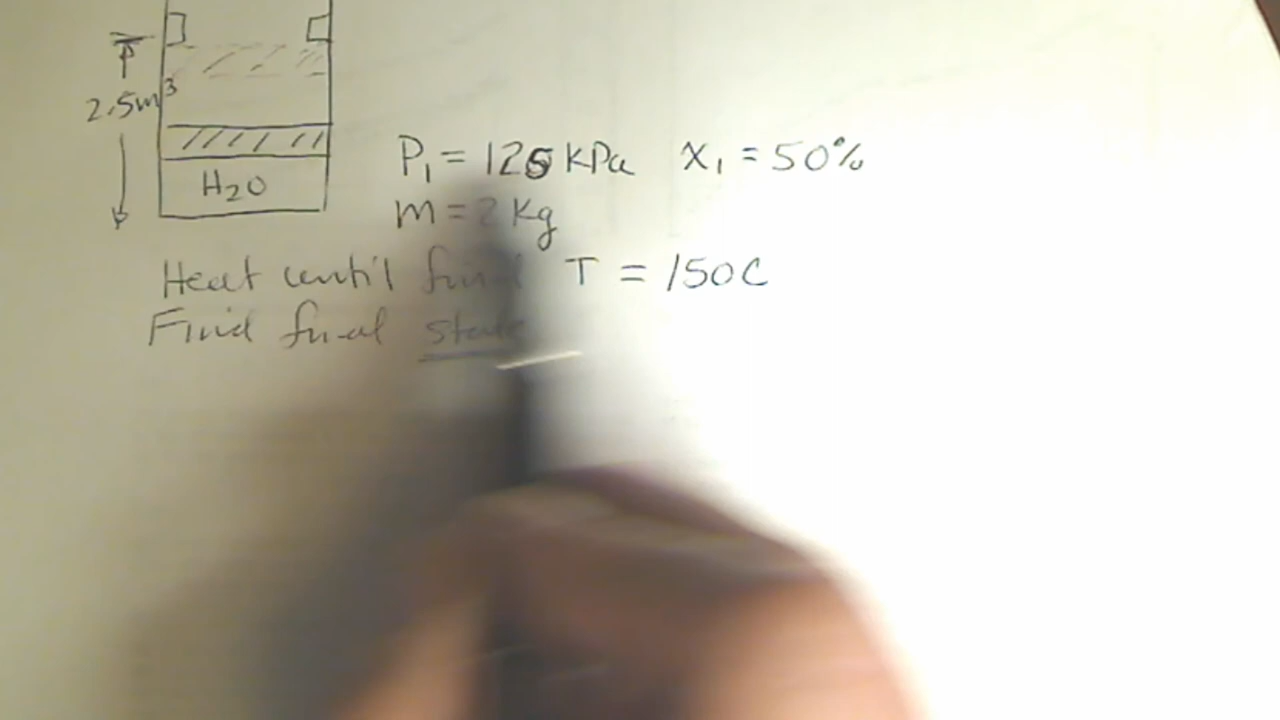 2.5m³
H₂O
P₁ = 125 kPa x₁ = 50%
m = 2 Kg
Heat until final T = 150C
Find final state